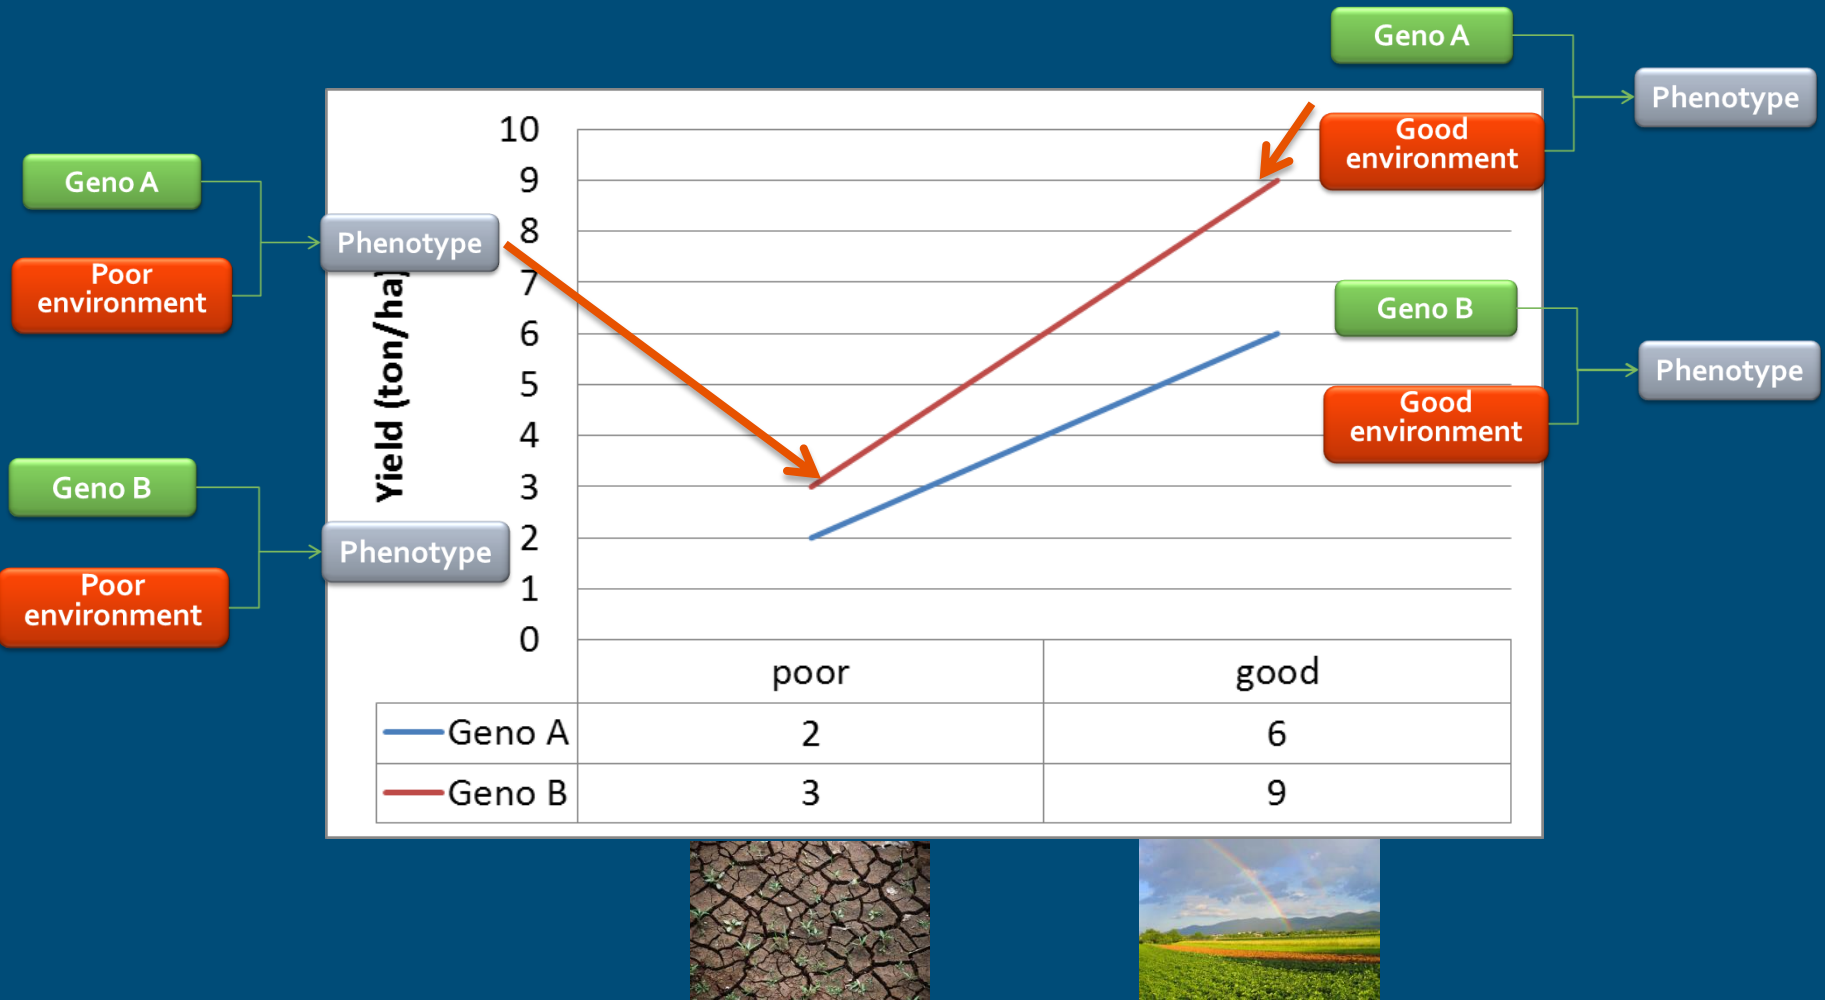 Geno A
Phenotype
Good
environment
Geno A
Poor
environment
Phenotype
Geno B
Good
environment
Phenotype
Geno B
Poor
environment
Phenotype
Yield (ton/ha)
10
9
8
7
6
5
4
3
2
1
0
poor good
Geno A 2 6
Geno B 3 9